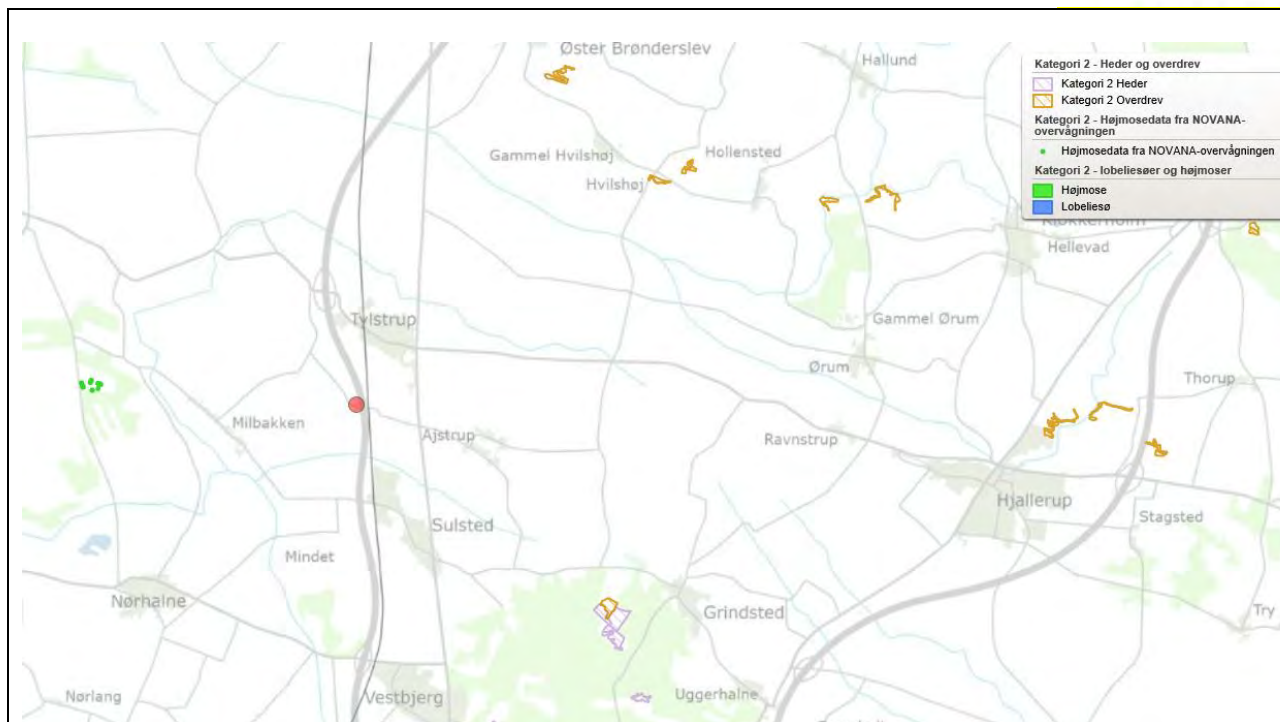 Øster Brønderslev
Hallund
Kategori 2 - Heder og overdrev
Kategori 2 Heder
Kategori 2 Overdrev
Kategori 2 - Højmosedata fra NOVANA-
overvågningen
Højmosedata fra NOVANA-overvågningen
Kategori 2 - lobeliesøer og højmoser
Højmose
Lobeliesø
Gammel Hvilshøj
Hollensted
Hvilshøj
Klokkerholm
Hellevad
Tylstrup
Gammel Ørum
Ørum
Thorup
Milbakken
Ajstrup
Ravnstrup
Hjallerup
Stagsted
Sulsted
Mindet
Nørhalne
Grindsted
Try
Nørlang
Vestbjerg
Uggerhalne